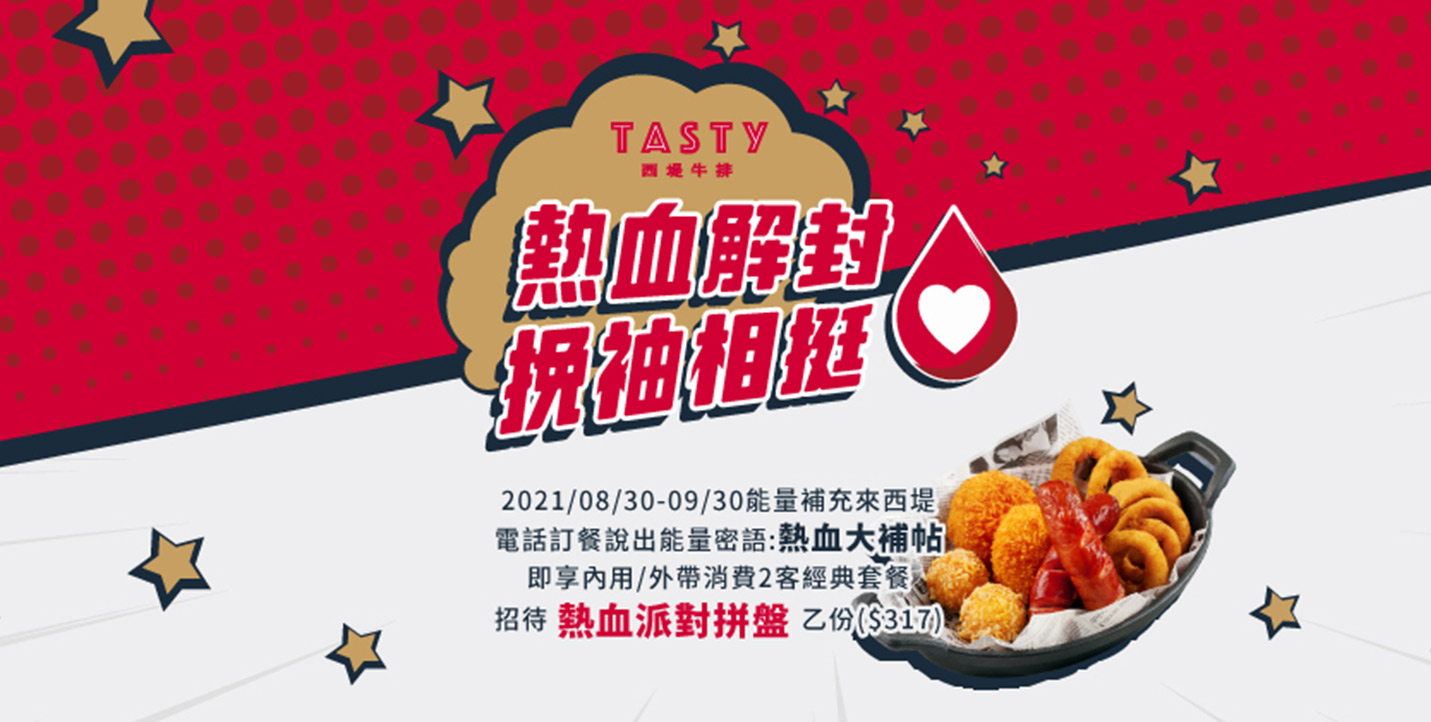 TASTY
西堤牛排
熱血解封
挽袖相挺
2021/08/30-09/30能量補充來西堤
電話訂餐說出能量密語:熱血大補帖
即享內用/外帶消費2客經典套餐
招待 熱血派對拼盤 乙份($317)